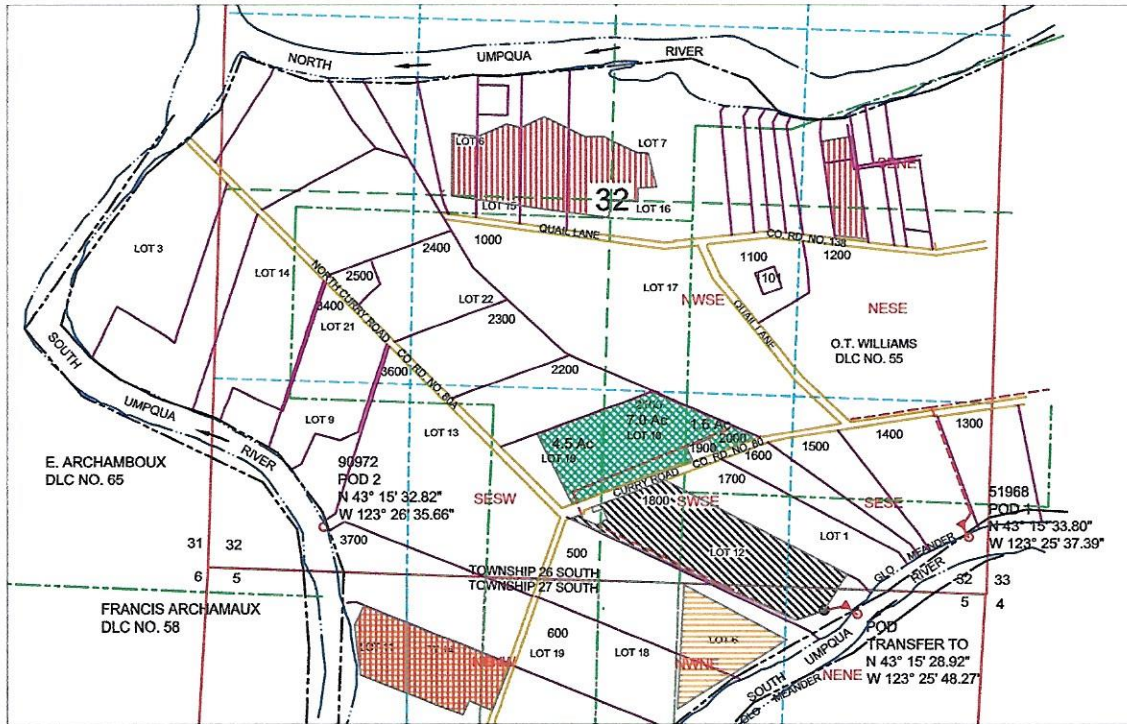 NORTH UMPQUA RIVER
LOT 6
LOT 7
32
LOT 15
LOT 16
SENE
LOT 3
LOT 14
2400
1000
QUAIL LANE
CO. RD. NO. 138
1100
1200
1101
2500
LOT 22
LOT 17
NWSE
NESE
3400
LOT 21
NORTH CURRY ROAD CO. RD. NO. 80A
2300
QUAIL LANE
O.T. WILLIAMS
DLC NO. 55
SOUTH UMPQUA RIVER
3600
2200
LOT 9
LOT 13
7.0 Ac
1.6 Ac
4.5 Ac
2000
1900
1600
1500
1400
1300
CURRY ROAD CO. RD. NO. 80
1700
E. ARCHAMBOUX
DLC NO. 65
90972
POD 2
N 43° 15' 32.82"
W 123° 26' 35.66"
SESW
1800
SWSE
SESE
51968
POD 1
N 43° 15' 33.80"
W 123° 25' 37.39"
3700
500
LOT 12
LOT 1
GLO MEANDER
31 32
6 5
TOWNSHIP 26 SOUTH
TOWNSHIP 27 SOUTH
32 33
5 4
FRANCIS ARCHAMAUX
DLC NO. 58
600
LOT 11
LOT 19
LOT 18
LOT 6
NWNE
NENE
POD
TRANSFER TO
N 43° 15' 28.92"
W 123° 25' 48.27"
SOUTH UMPQUA RIVER
GLO MEANDER